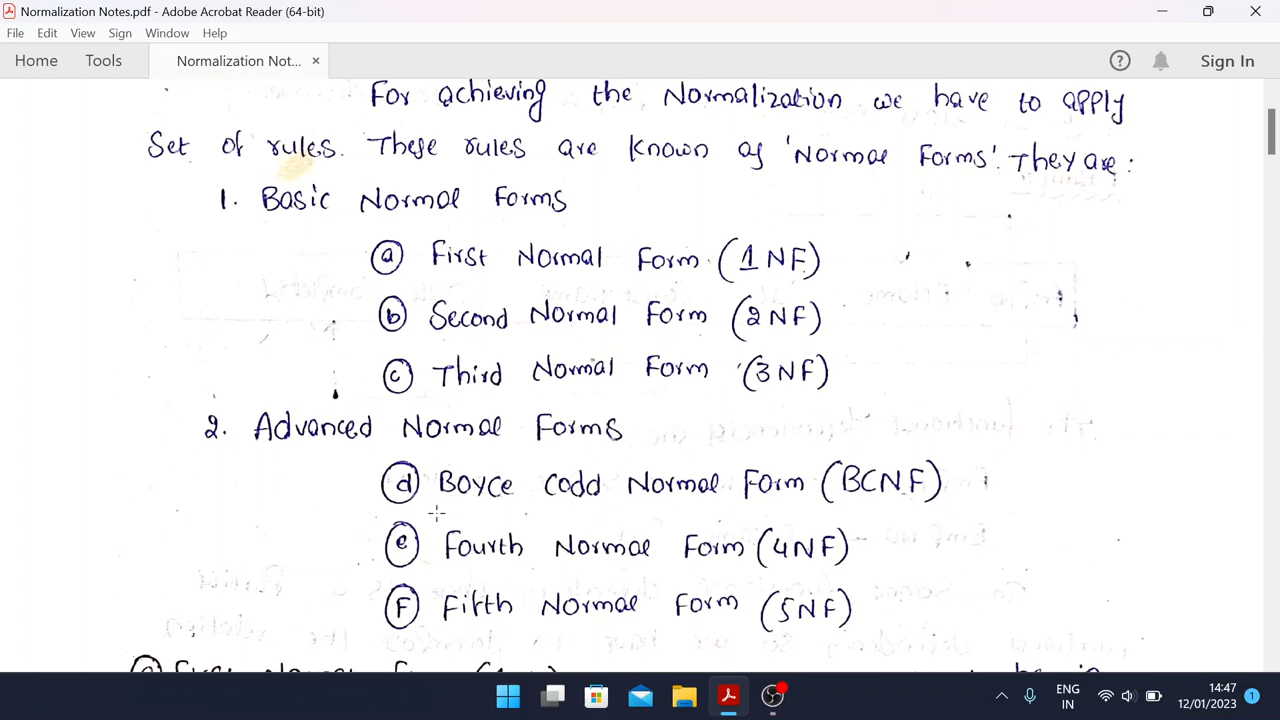 Normalization Notes.pdf - Adobe Acrobat Reader (64-bit)
File Edit View Sign Window Help
Home Tools Normalization Not... × Sign In
For achieving the Normalization we have to apply
Set of rules. These rules are known as 'Normal Forms'. They are:
1. Basic Normal Forms
(a) First Normal Form (1NF)
(b) Second Normal Form (2NF)
(c) Third Normal Form (3NF)
2. Advanced Normal Forms
(d) Boyce Codd Normal Form (BCNF)
(e) Fourth Normal Form (4NF)
(F) Fifth Normal Form (5NF)
ENG
IN
14:47
12/01/2023
1